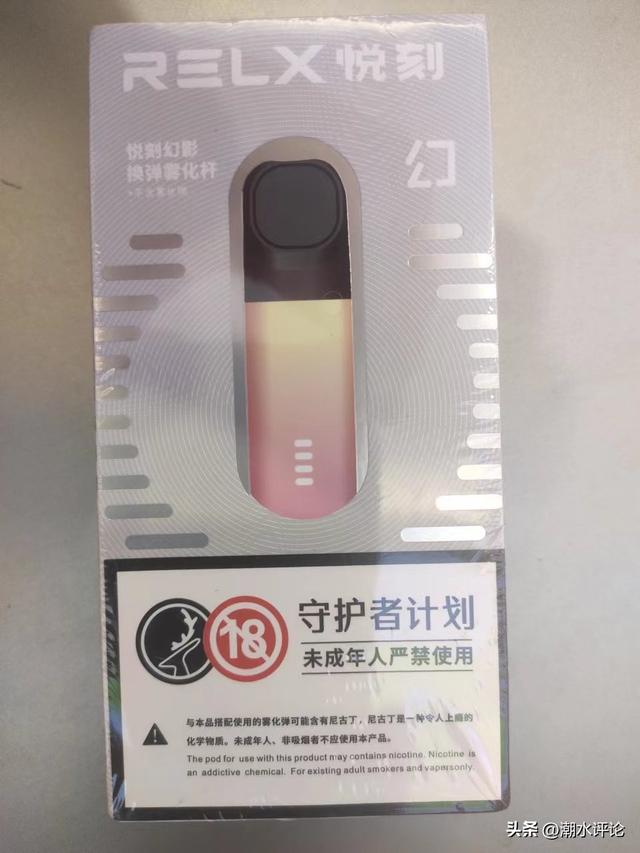 RELX 悦刻
悦刻幻影
换弹雾化杆
幻
18
守护者计划
未成年人严禁使用
与本品搭配使用的雾化弹可能含有尼古丁，尼古丁是一种令人上瘾的
化学物质。未成年人、非吸烟者不应使用本产品。
The pod for use with this product may contains nicotine. Nicotine is
an addictive chemical. For existing adult smokers and vapersonly.
头条 @潮水评论